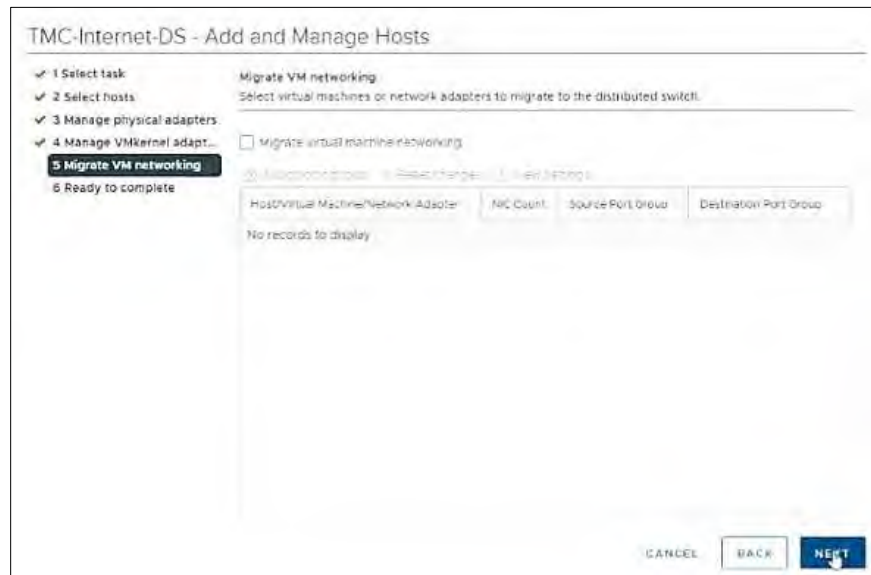 TMC-Internet-DS - Add and Manage Hosts
✓ 1 Select task
✓ 2 Select hosts
✓ 3 Manage physical adapters
✓ 4 Manage VMkernel adapt...
5 Migrate VM networking
6 Ready to complete
Migrate VM networking
Select virtual machines or network adapters to migrate to the distributed switch.
Migrate virtual machine networking
Host/Virtual Machine/Network Adapter NIC Count Source Port Group Destination Port Group
No records to display
CANCEL BACK NEXT